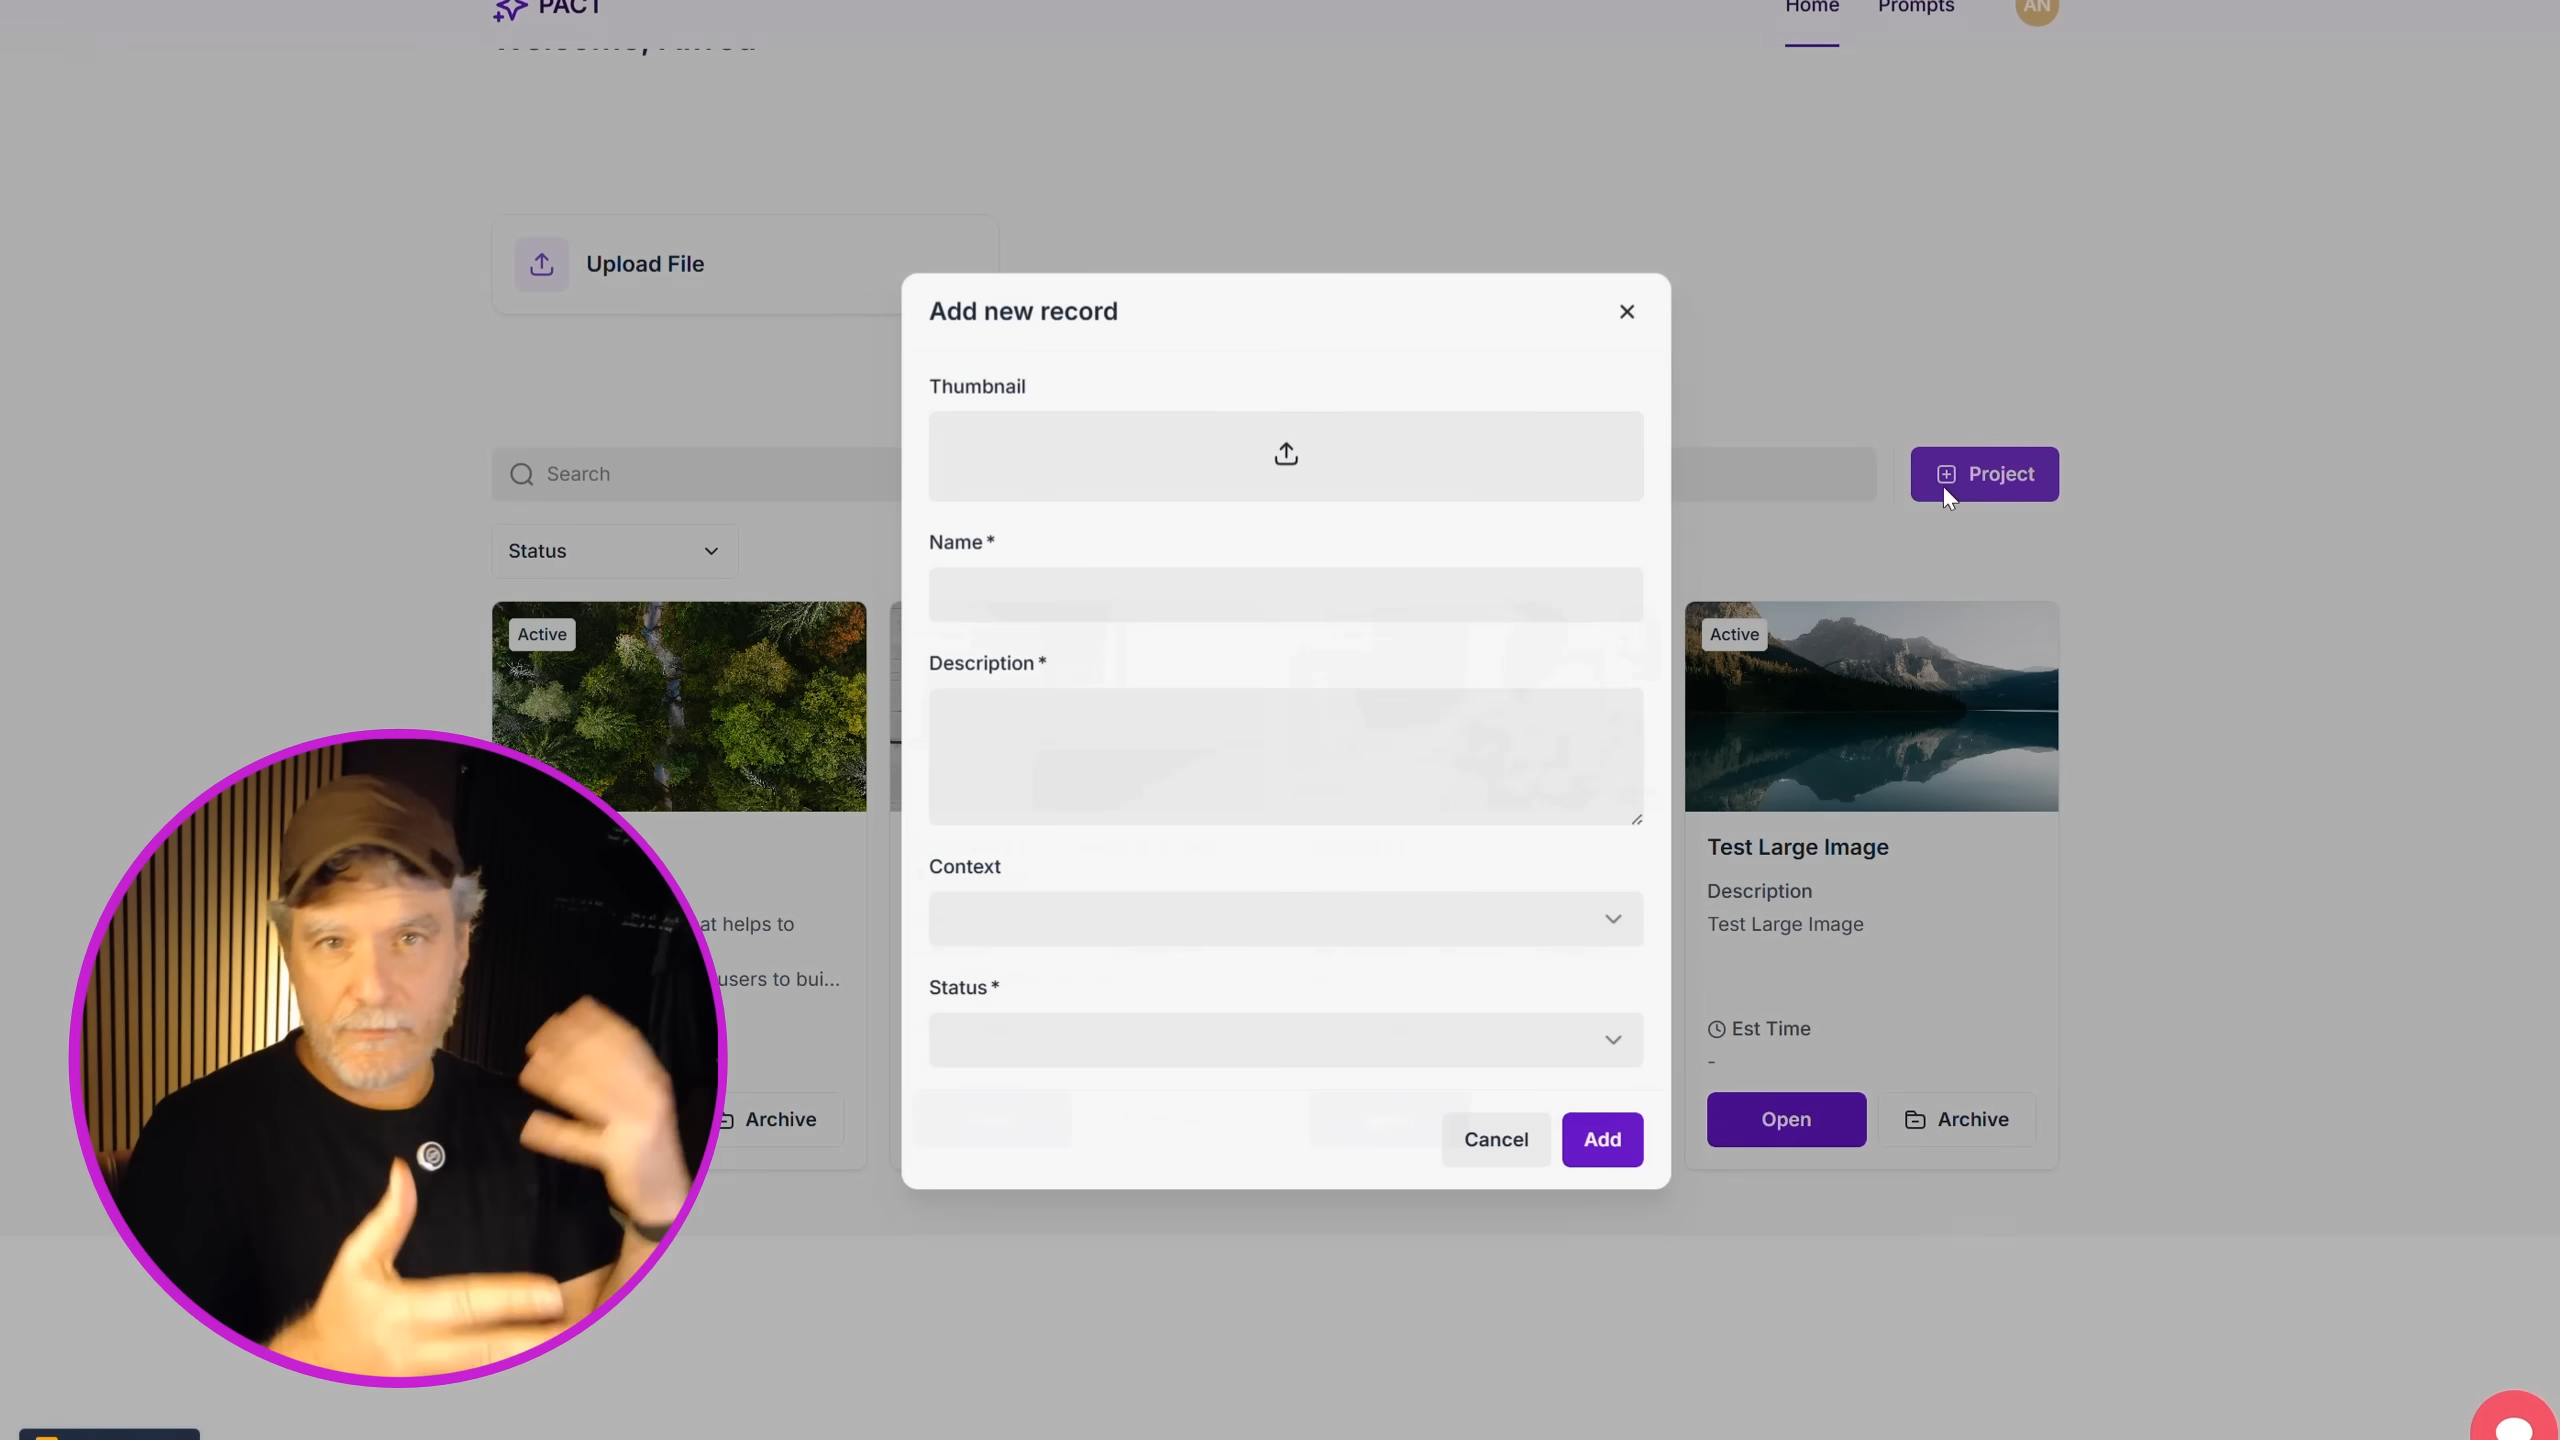 PACT
Home
Prompts
AN
Welcome, Alfred
Upload File
Add new record
Thumbnail
Search
Project
Name*
Status
Active
Active
Description*
Test Large Image
Context
Description
at helps to
Test Large Image
users to bui...
Status*
Est Time
-
Archive
Cancel
Add
Open
Archive